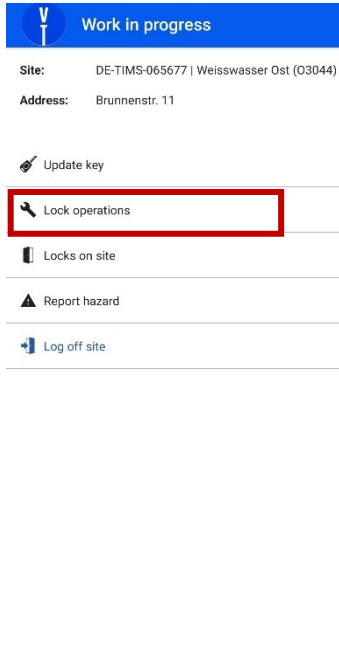 VT
Work in progress
Site: DE-TIMS-065677 | Weisswasser Ost (O3044)
Address: Brunnenstr. 11
Update key
Lock operations
Locks on site
Report hazard
Log off site